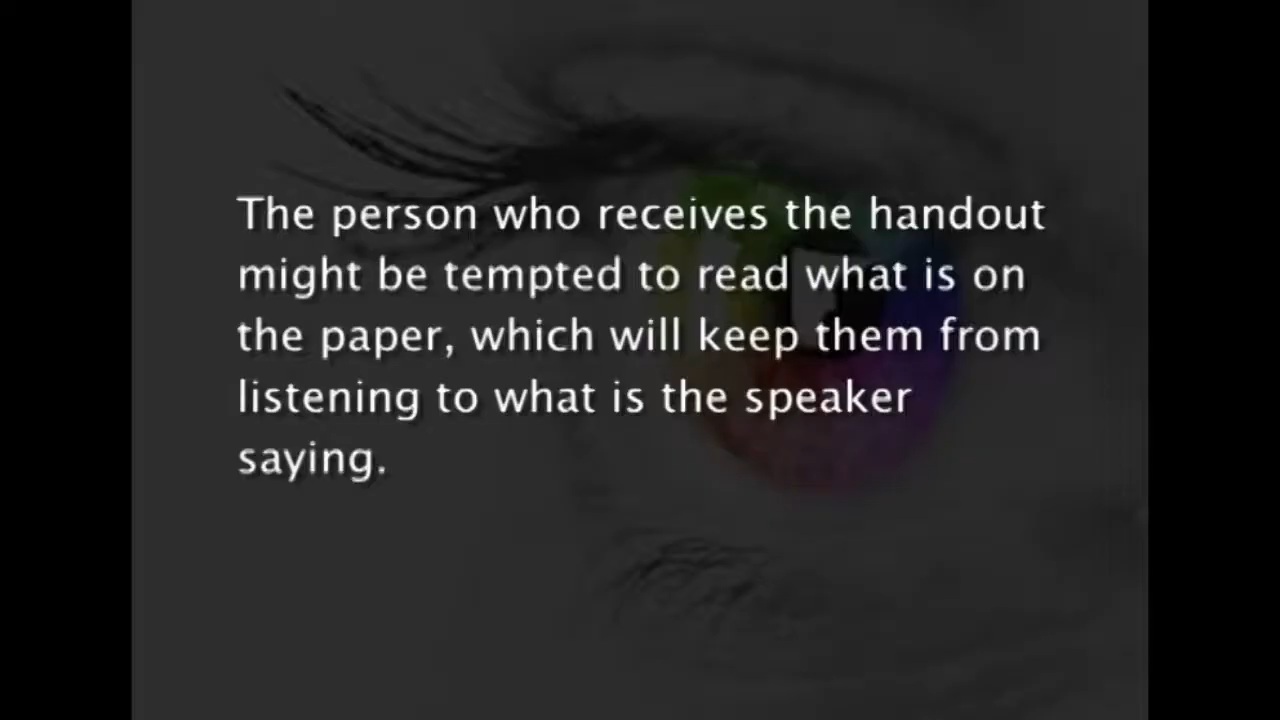 The person who receives the handout
might be tempted to read what is on
the paper, which will keep them from
listening to what is the speaker
saying.